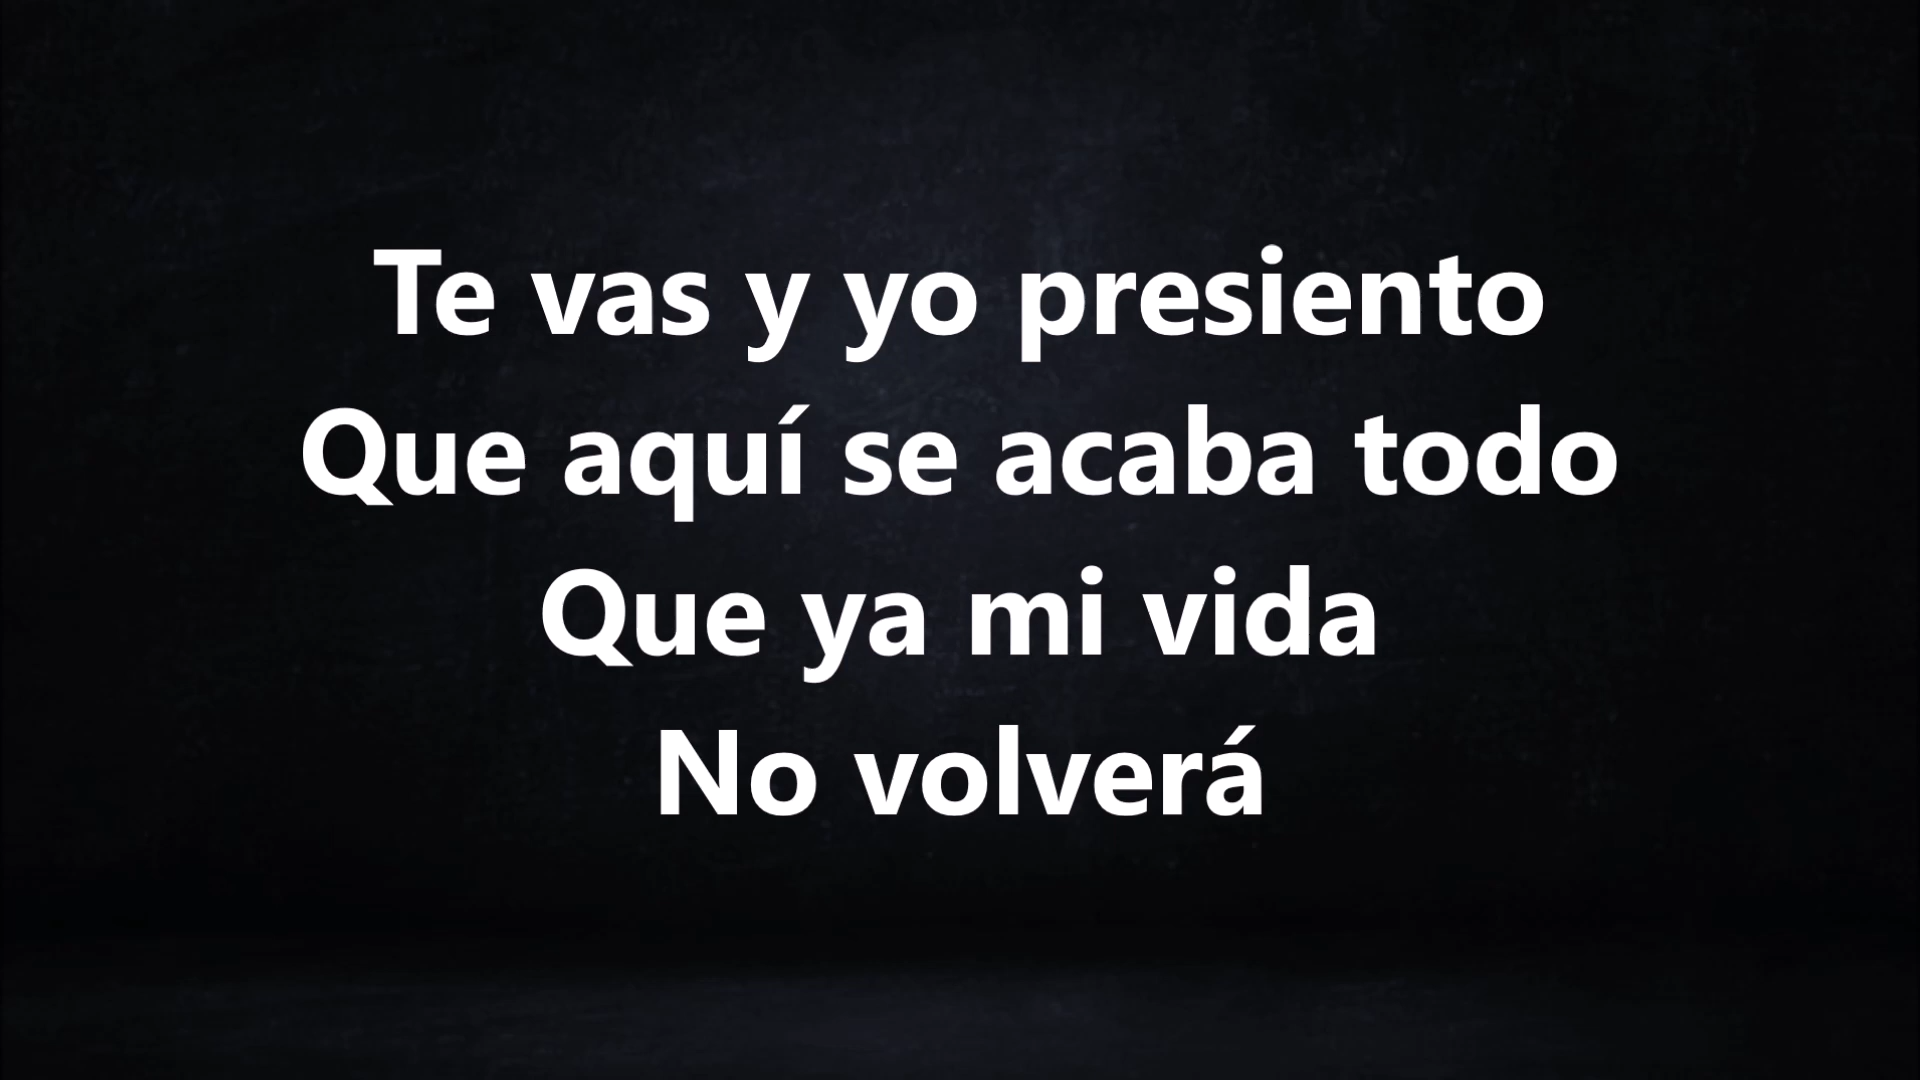 Te vas y yo presiento
Que aquí se acaba todo
Que ya mi vida
No volverá